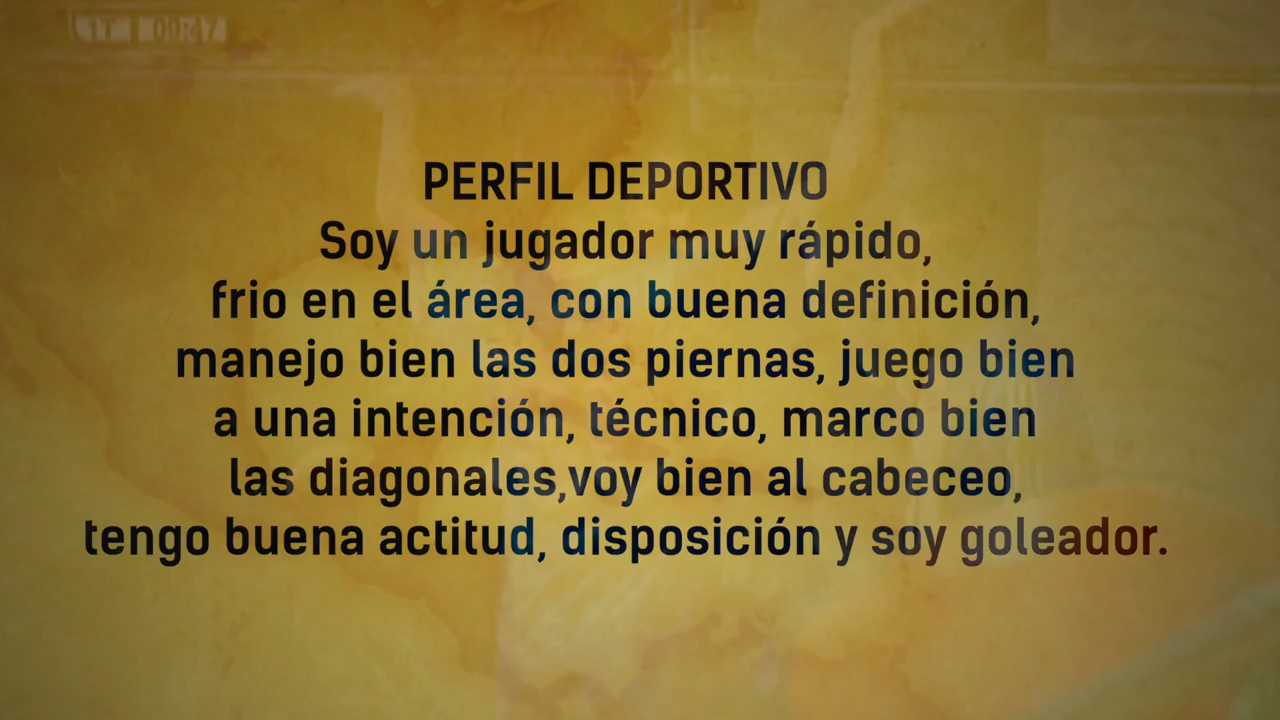 PERFIL DEPORTIVO
Soy un jugador muy rápido,
frio en el área, con buena definición,
manejo bien las dos piernas, juego bien
a una intención, técnico, marco bien
las diagonales,voy bien al cabeceo,
tengo buena actitud, disposición y soy goleador.